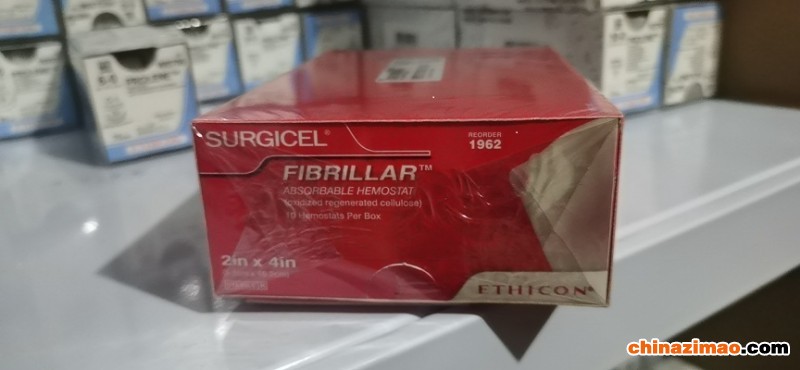 SURGICEL®
REORDER
1962
FIBRILLAR™
ABSORBABLE HEMOSTAT
(oxidized regenerated cellulose)
10 Hemostats Per Box
2in x 4in
ETHICON®
chinazimao.com